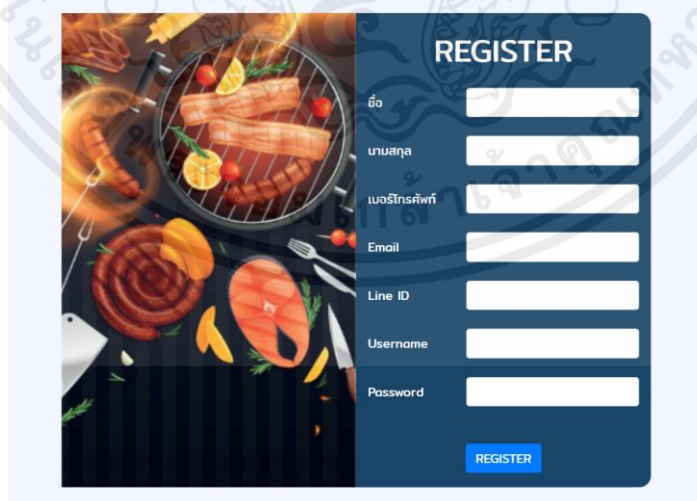 REGISTER
ชื่อ
นามสกุล
เบอร์โทรศัพท์
Email
Line ID
Username
Password
REGISTER